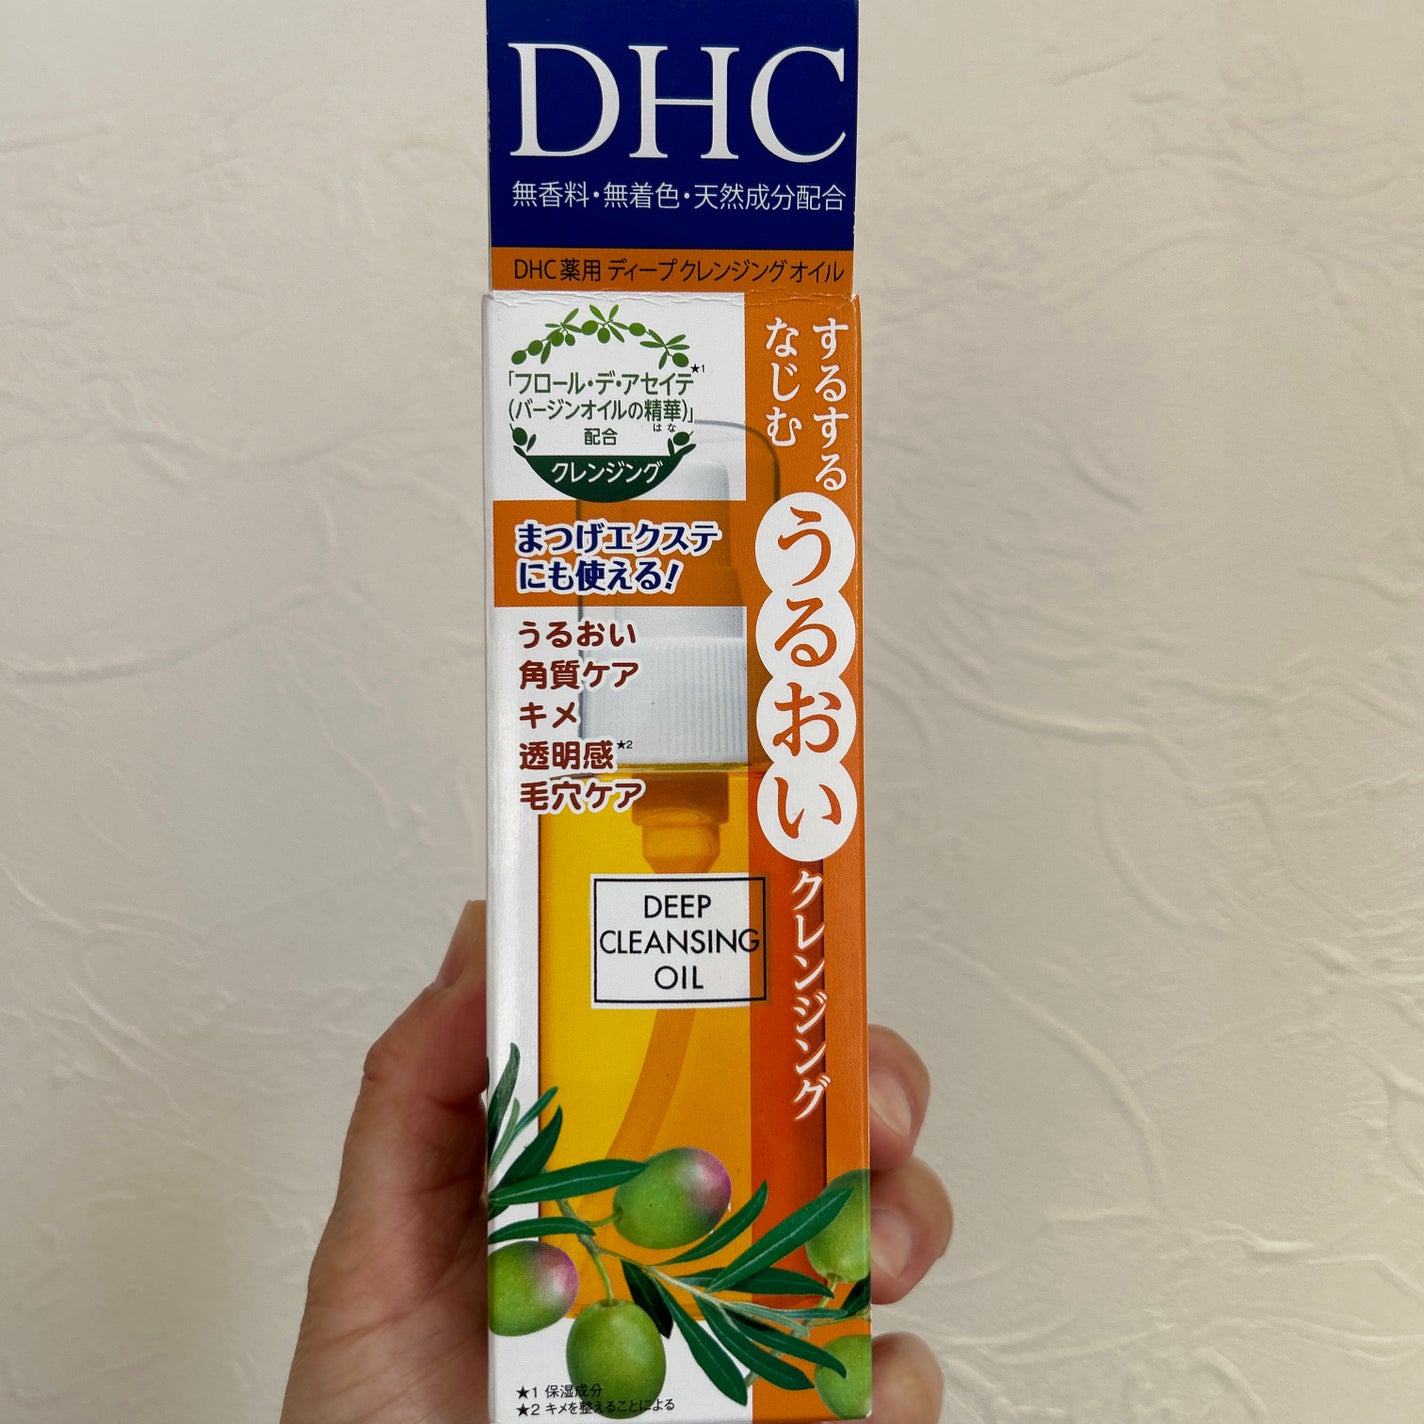 DHC
無香料・無着色・天然成分配合
DHC薬用 ディープクレンジングオイル
「フロール・デ・アセイテ★1
(バージンオイルの精華)」
はな
配合
クレンジング
するする
なじむ
うるおい
クレンジング
まつげエクステ
にも使える!
うるおい
角質ケア
キメ
透明感★2
毛穴ケア
DEEP
CLEANSING
OIL
★1 保湿成分
★2 キメを整えることによる